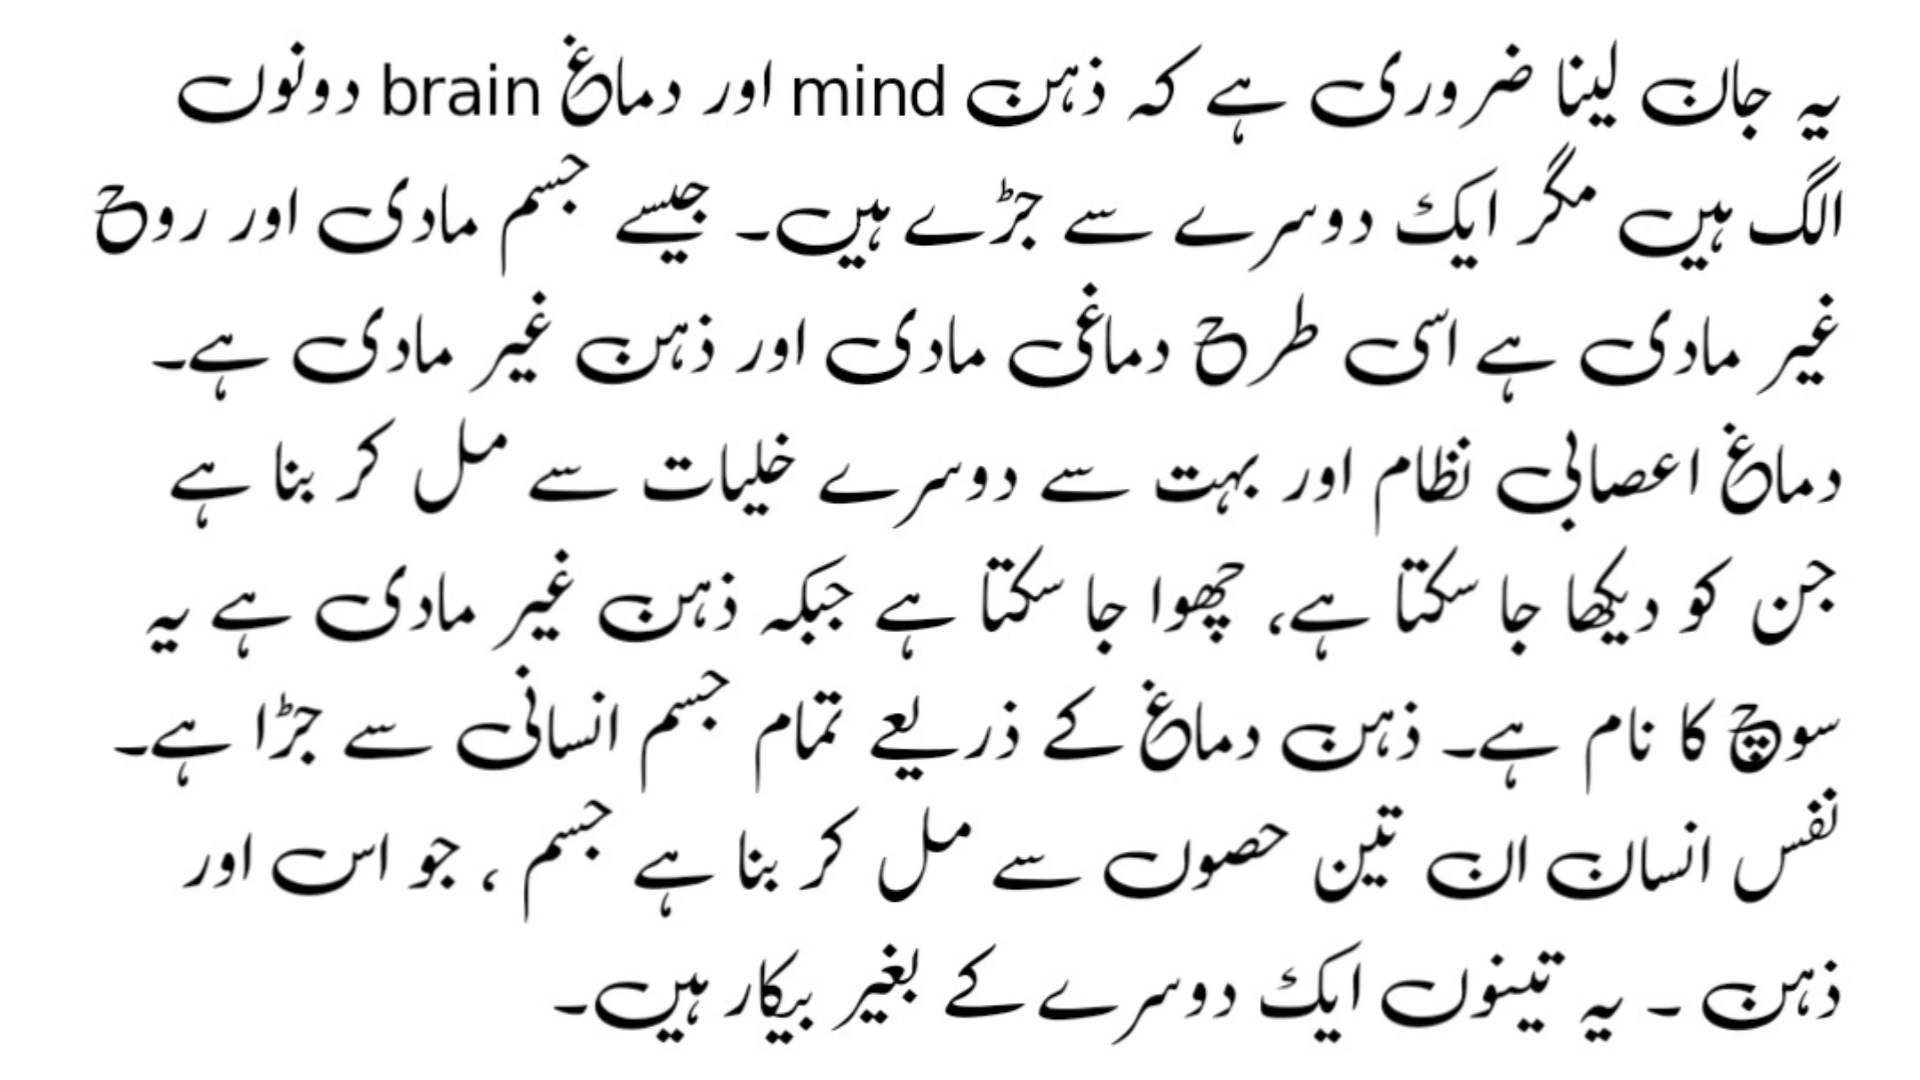 یہ جان لینا ضروری ہے کہ ذہن mind اور دماغ brain دونوں
الگ ہیں مگر ایک دوسرے سے جڑے ہیں۔ جیسے جسم مادی اور روح
غیر مادی ہے اسی طرح دماغی مادی اور ذہن غیر مادی ہے۔
دماغ اعصابی نظام اور بہت سے دوسرے خلیات سے مل کر بنا ہے
جن کو دیکھا جا سکتا ہے، چھوا جا سکتا ہے جبکہ ذہن غیر مادی ہے یہ
سوچ کا نام ہے۔ ذہن دماغ کے ذریعے تمام جسم انسانی سے جڑا ہے۔
نفس انسان ان تین حصوں سے مل کر بنا ہے جسم ، جو اس اور
ذہن ۔ یہ تینوں ایک دوسرے کے بغیر بیکار ہیں۔